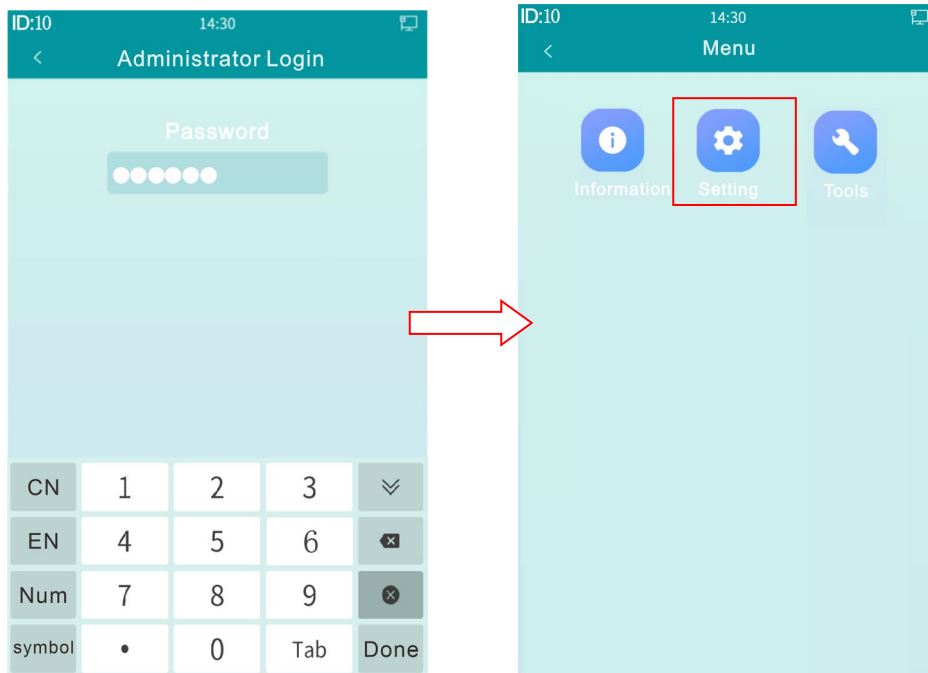 ID:10 14:30
Administrator Login
Password
CN 1 2 3
EN 4 5 6
Num 7 8 9
symbol • 0 Tab Done
ID:10 14:30
Menu
Information Setting Tools